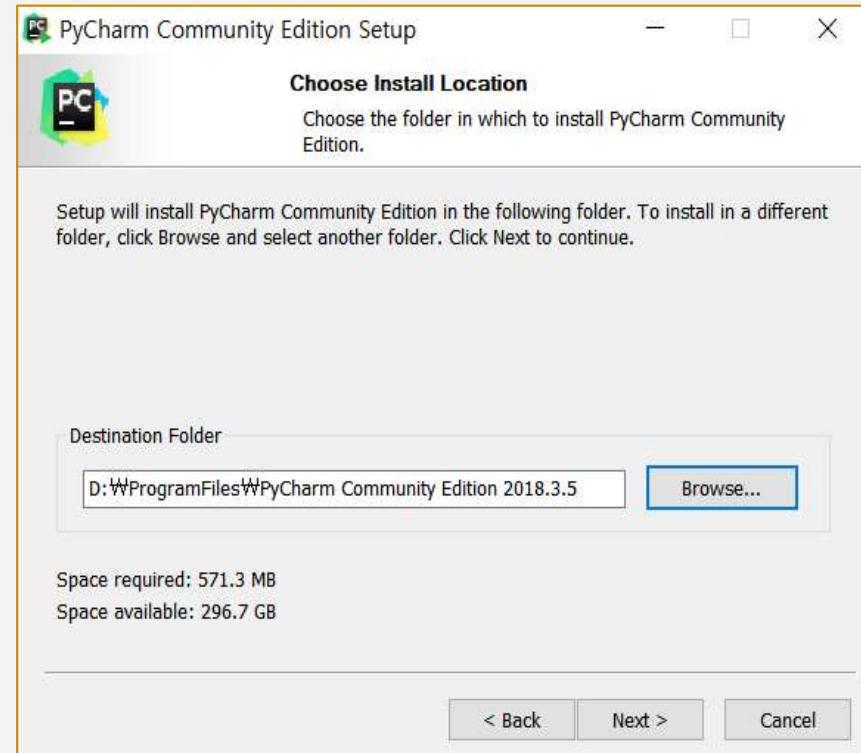 PyCharm Community Edition Setup
PC
Choose Install Location
Choose the folder in which to install PyCharm Community
Edition.
Setup will install PyCharm Community Edition in the following folder. To install in a different
folder, click Browse and select another folder. Click Next to continue.
Destination Folder
D:₩ProgramFiles₩PyCharm Community Edition 2018.3.5
Browse...
Space required: 571.3 MB
Space available: 296.7 GB
< Back
Next >
Cancel